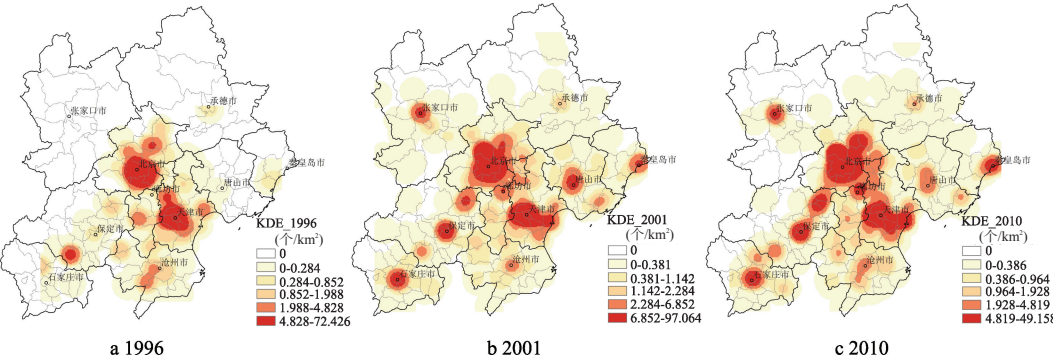 承德市
张家口市
北京市
秦皇岛市
廊坊市
唐山市
天津市
保定市
沧州市
石家庄市
KDE_1996
(个/km²)
0
0-0.284
0.284-0.852
0.852-1.988
1.988-4.828
4.828-72.426
a 1996
承德市
张家口市
北京市
秦皇岛市
廊坊市
唐山市
天津市
保定市
沧州市
石家庄市
KDE_2001
(个/km²)
0
0-0.381
0.381-1.142
1.142-2.284
2.284-6.852
6.852-97.064
b 2001
承德市
张家口市
北京市
秦皇岛市
廊坊市
唐山市
天津市
保定市
沧州市
石家庄市
KDE_2010
(个/km²)
0
0-0.386
0.386-0.964
0.964-1.928
1.928-4.819
4.819-49.158
c 2010